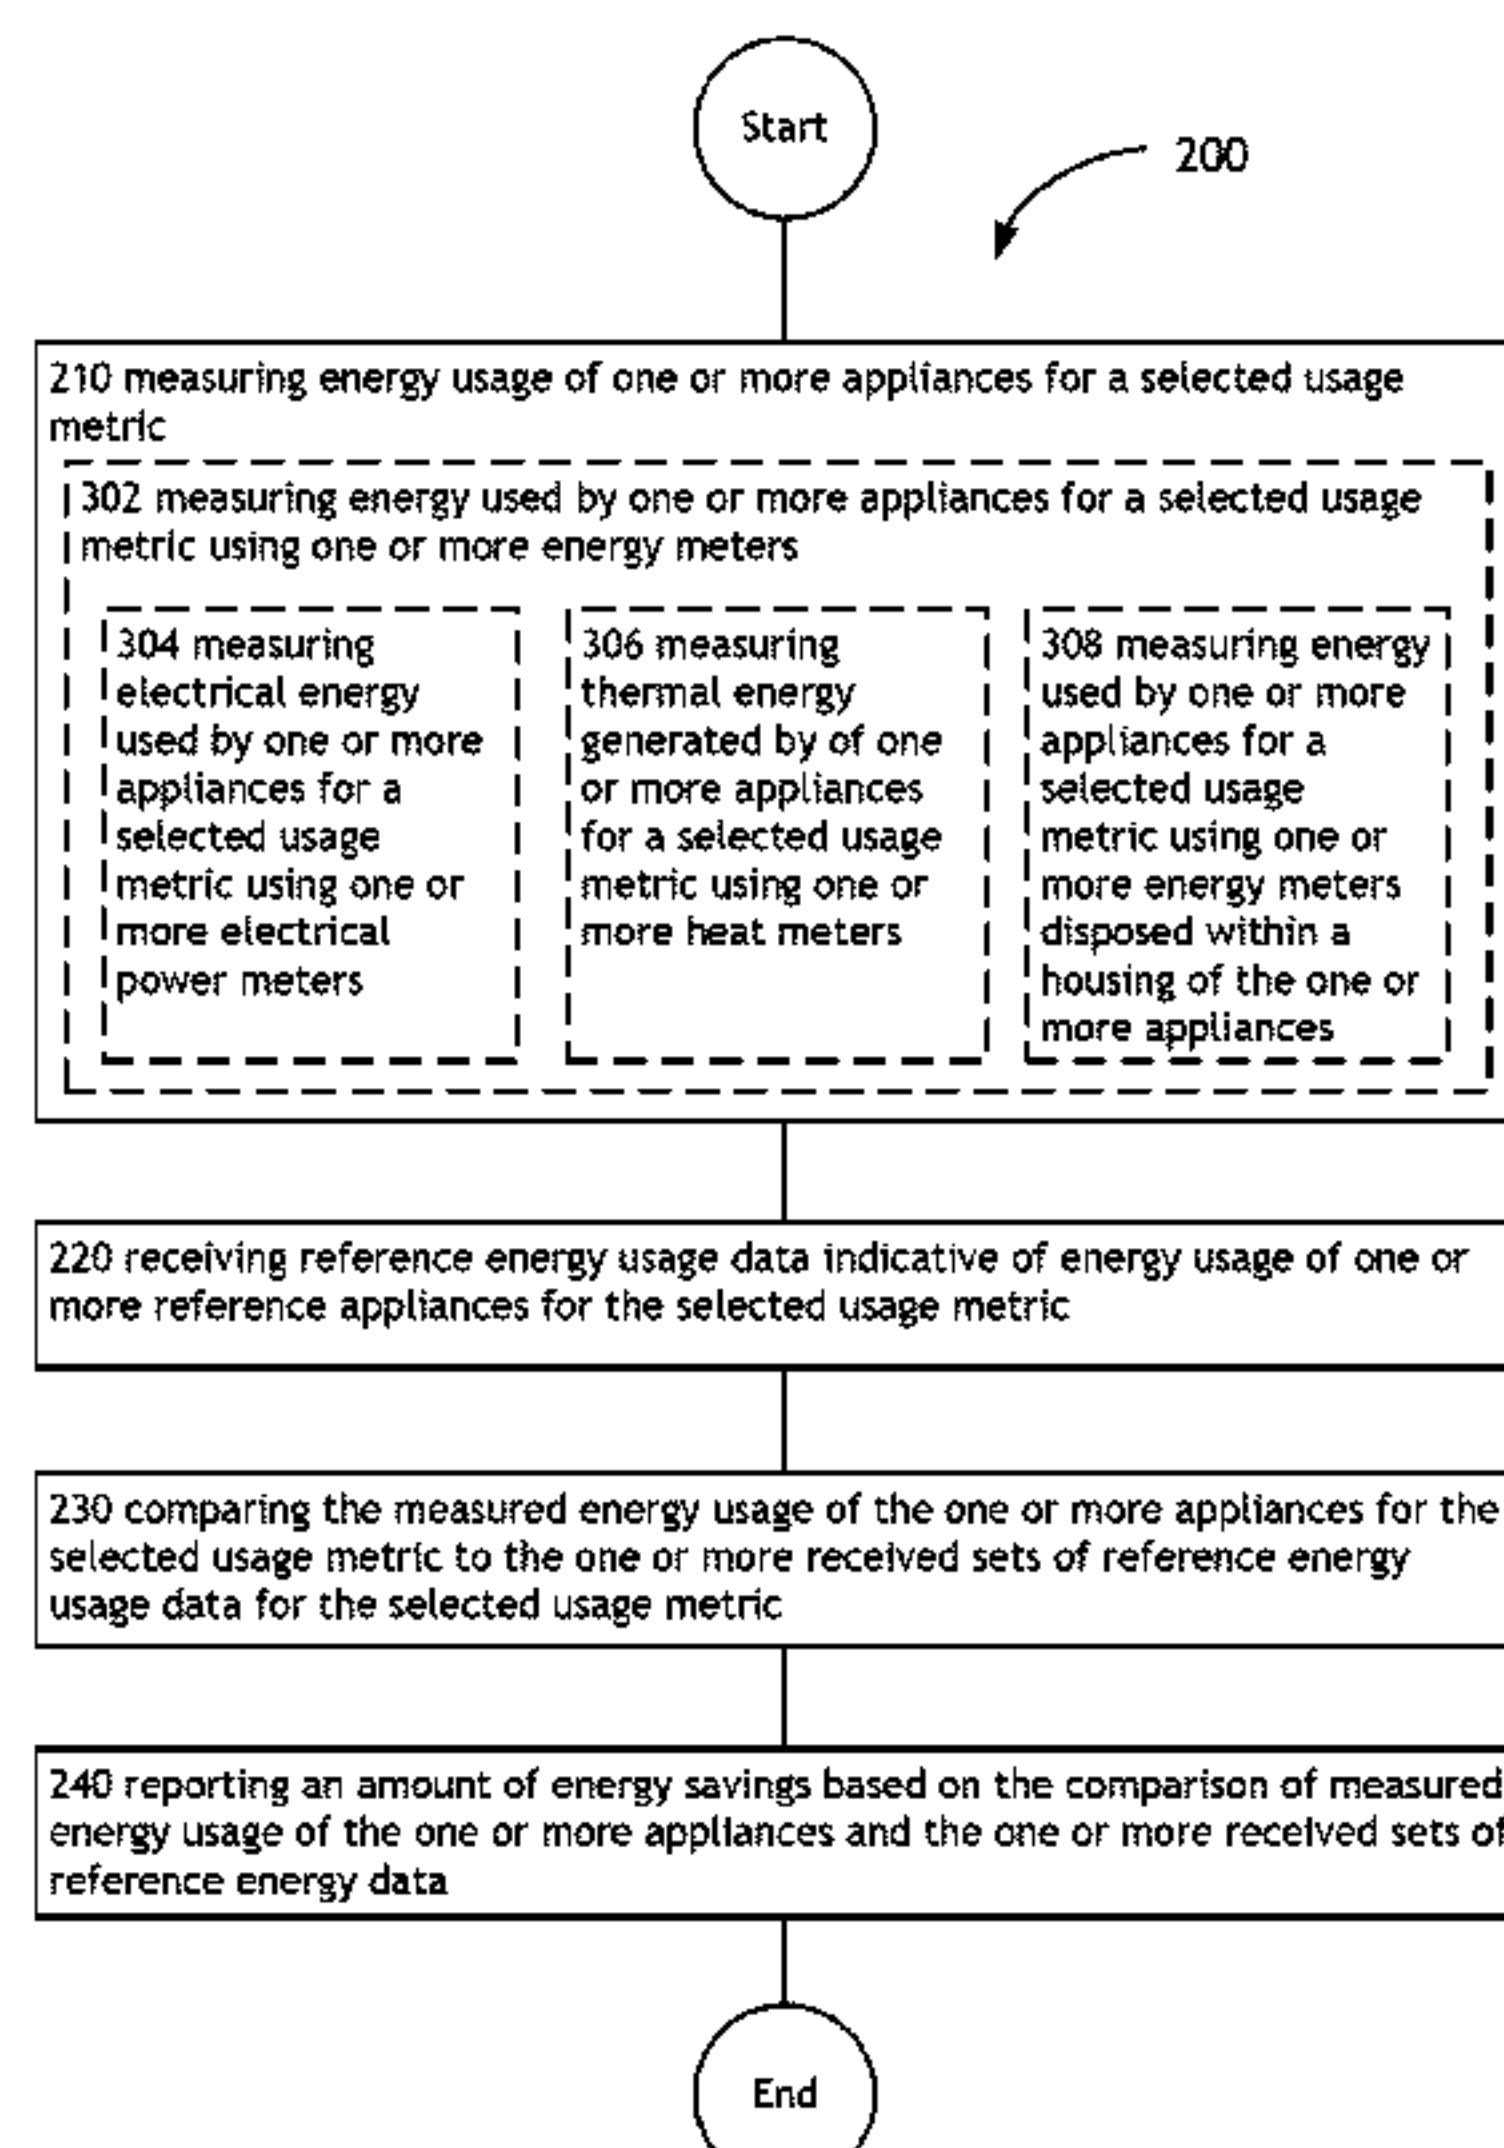 Start
200
210 measuring energy usage of one or more appliances for a selected usage
metric
302 measuring energy used by one or more appliances for a selected usage
metric using one or more energy meters
304 measuring
electrical energy
used by one or more
appliances for a
selected usage
metric using one or
more electrical
power meters
306 measuring
thermal energy
generated by of one
or more appliances
for a selected usage
metric using one or
more heat meters
308 measuring energy
used by one or more
appliances for a
selected usage
metric using one or
more energy meters
disposed within a
housing of the one or
more appliances
220 receiving reference energy usage data indicative of energy usage of one or
more reference appliances for the selected usage metric
230 comparing the measured energy usage of the one or more appliances for the
selected usage metric to the one or more received sets of reference energy
usage data for the selected usage metric
240 reporting an amount of energy savings based on the comparison of measured
energy usage of the one or more appliances and the one or more received sets of
reference energy data
End